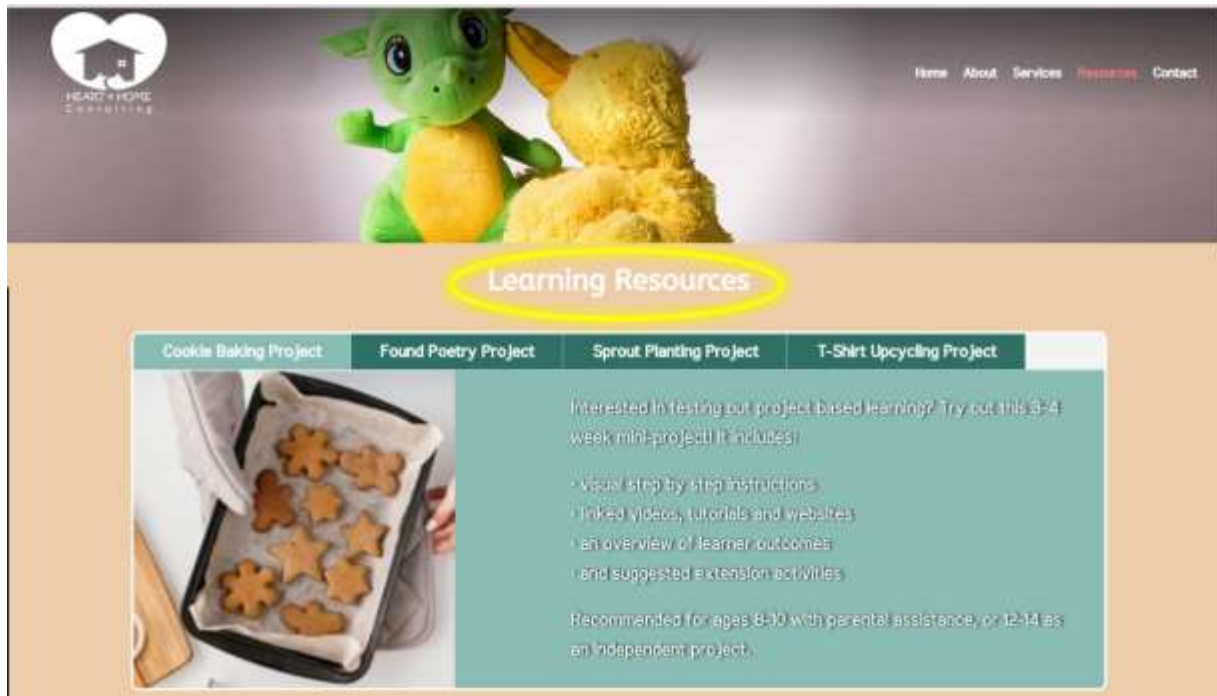 HEART + HOME
Consulting
Home About Services Resources Contact
Learning Resources
Cookie Baking Project Found Poetry Project Sprout Planting Project T-Shirt Upcycling Project
Interested in testing out project based learning? Try out this 3-4
week mini-project! It includes:
• visual step by step instructions
• linked videos, tutorials and websites
• an overview of learner outcomes
• and suggested extension activities
Recommended for ages 8-10 with parental assistance, or 12-14 as
an independent project.